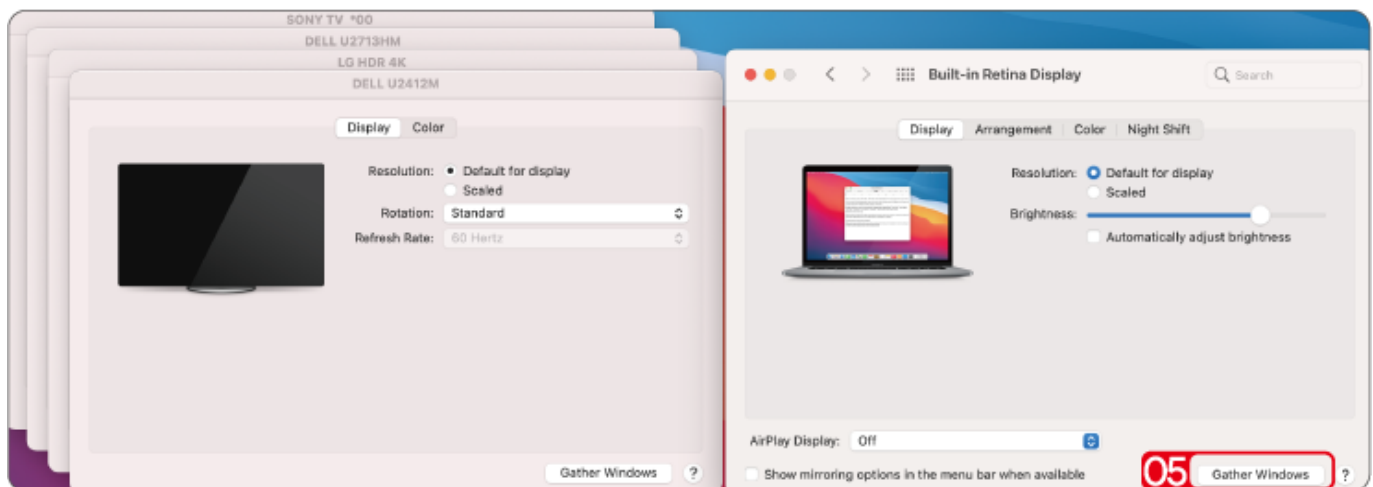 SONY TV *00
DELL U2713HM
LG HDR 4K
DELL U2412M
Display Color
Resolution: Default for display
Scaled
Rotation: Standard
Refresh Rate: 60 Hertz
Gather Windows ?
Built-in Retina Display
Search
Display Arrangement Color Night Shift
Resolution: Default for display
Scaled
Brightness:
Automatically adjust brightness
AirPlay Display: Off
Show mirroring options in the menu bar when available
05 Gather Windows ?